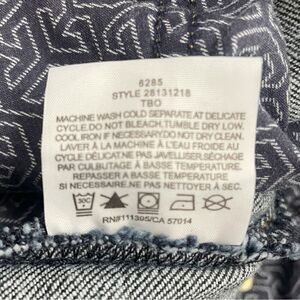 6285
STYLE 28131218
TBO
MACHINE WASH COLD SEPARATE AT DELICATE
CYCLE.DO NOT BLEACH.TUMBLE DRY LOW.
COOL IRON IF NECESSARY.DO NOT DRY CLEAN.
LAVER À LA MACHINE À L'EAU FROIDE AU
CYCLE DÉLICAT.NE PAS JAVELLISER.SÉCHAGE
PAR CULBUTAGE À BASSE TEMPÉRATURE
SI NÉCESSAIRE.REPASSER À BASSE TEMPÉRATURE
NE PAS NETTOYER À SEC.
30C
RN#111395/CA 57014